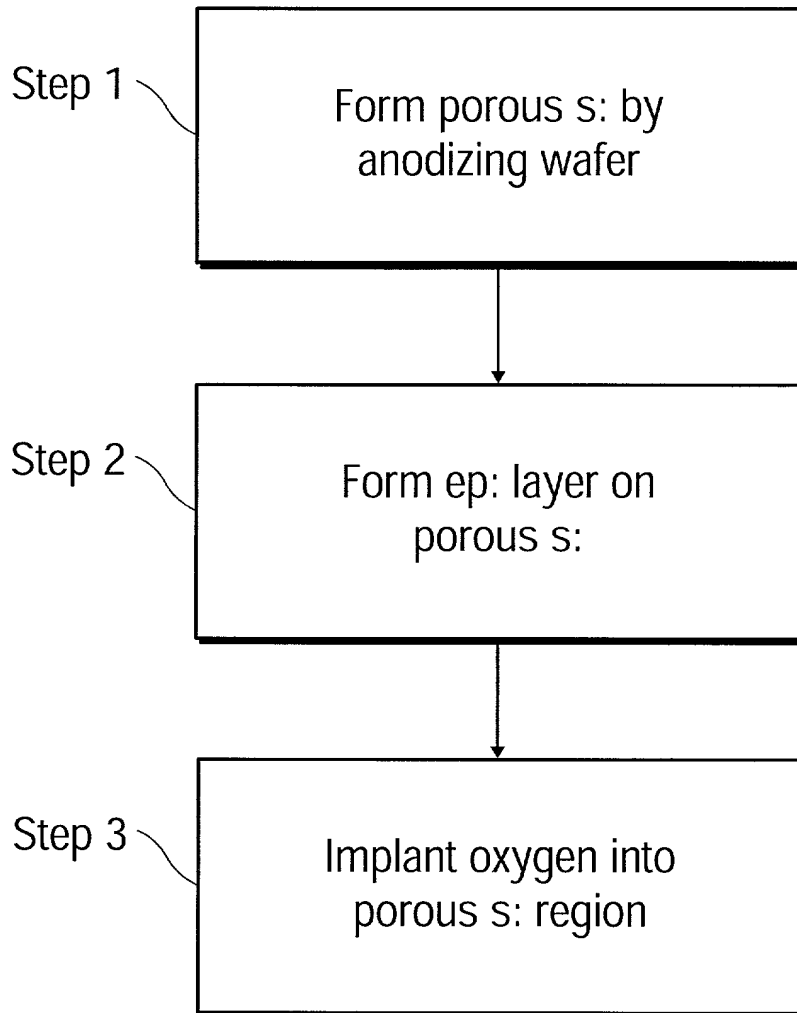 Step 1
Form porous s: by
anodizing wafer
Step 2
Form ep: layer on
porous s:
Step 3
Implant oxygen into
porous s: region